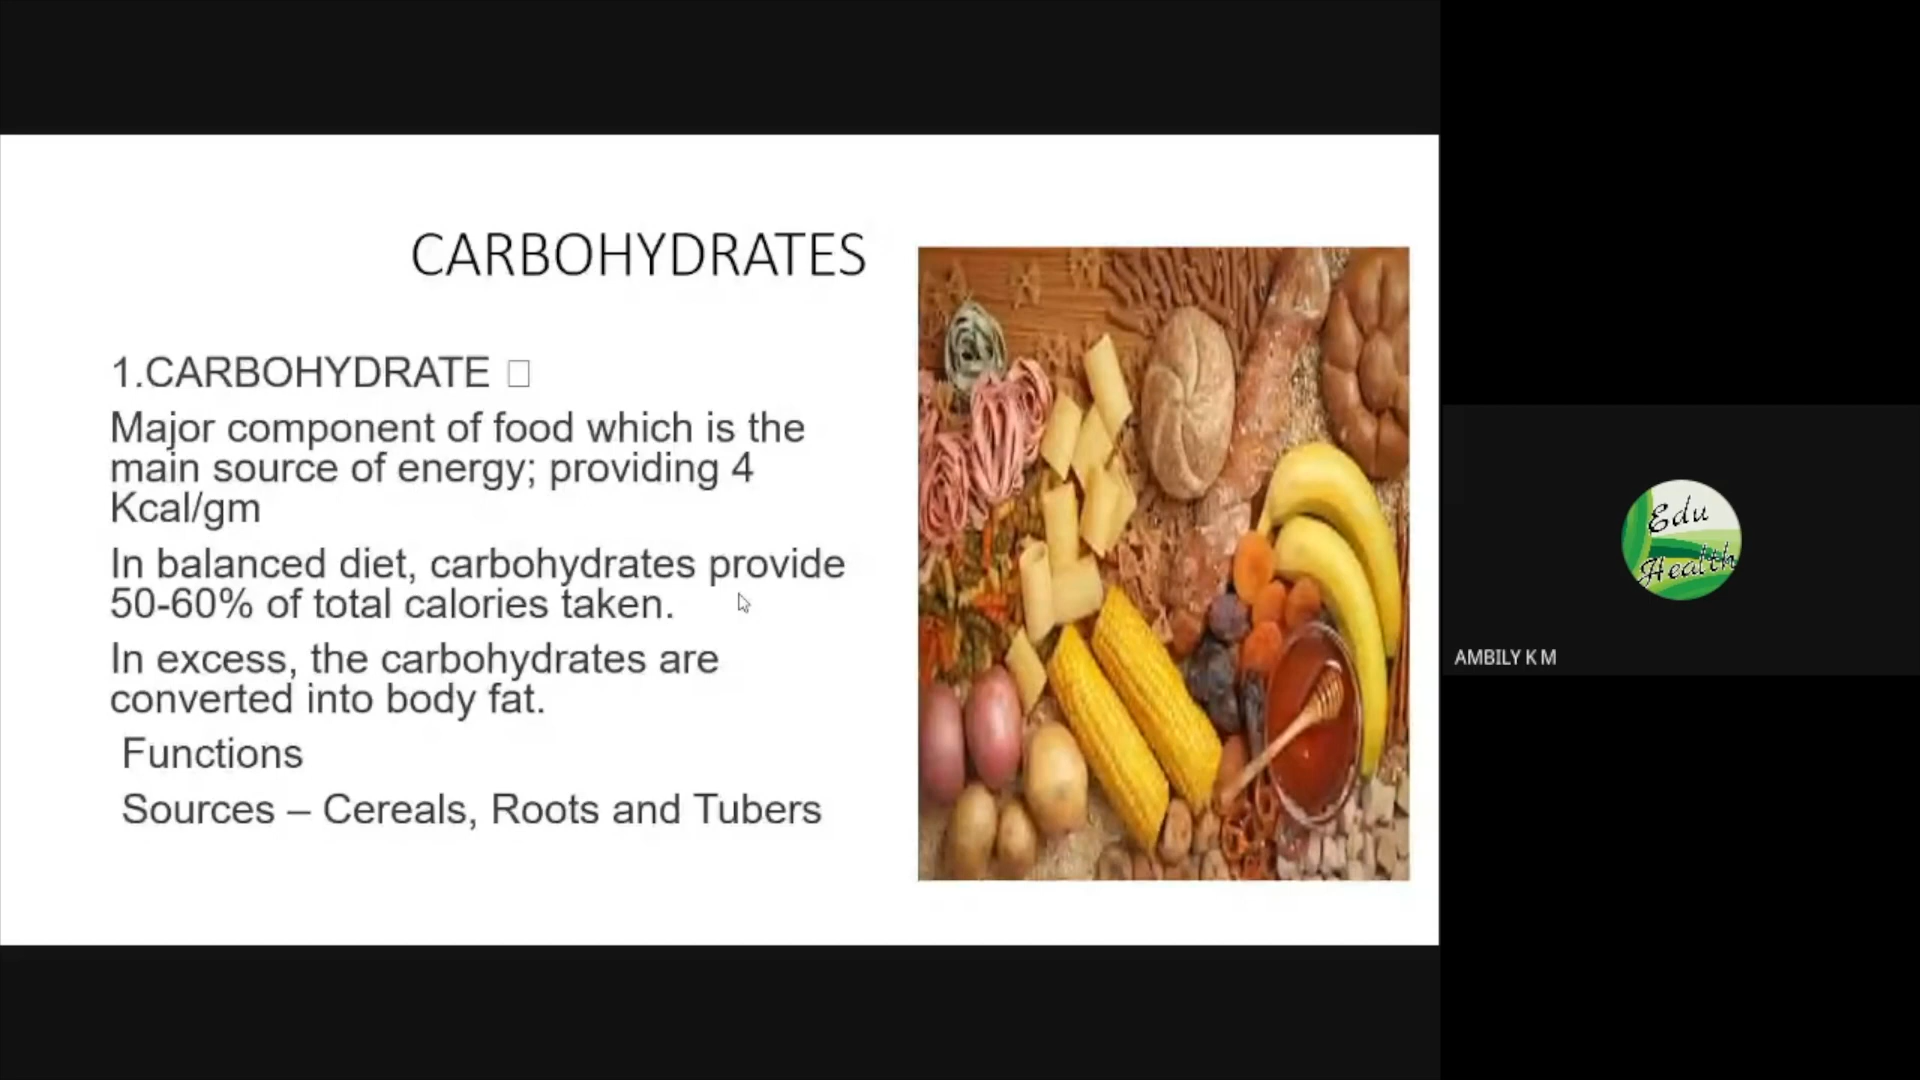 CARBOHYDRATES
1.CARBOHYDRATE
Major component of food which is the
main source of energy; providing 4
Kcal/gm
In balanced diet, carbohydrates provide
50-60% of total calories taken.
In excess, the carbohydrates are
converted into body fat.
Functions
Sources – Cereals, Roots and Tubers
Edu
Health
AMBILY K M